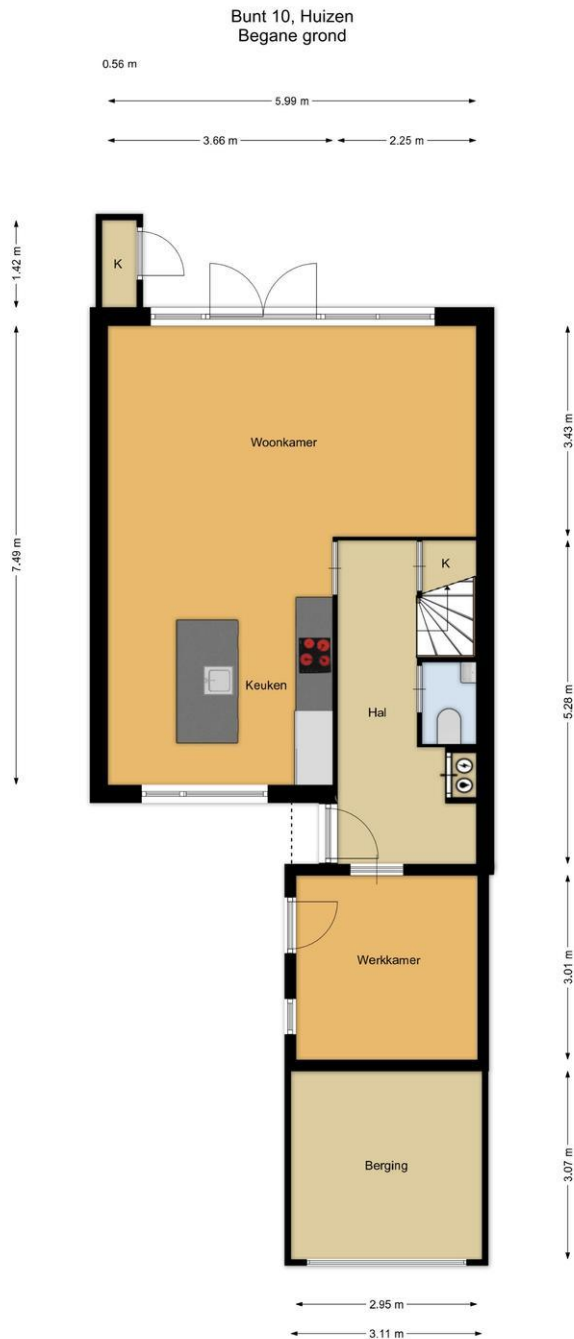 Bunt 10, Huizen
Begane grond
0.56 m
5.99 m
3.66 m
2.25 m
1.42 m
K
Woonkamer
3.43 m
7.49 m
K
Keuken
Hal
5.28 m
Werkkamer
3.01 m
Berging
3.07 m
2.95 m
3.11 m